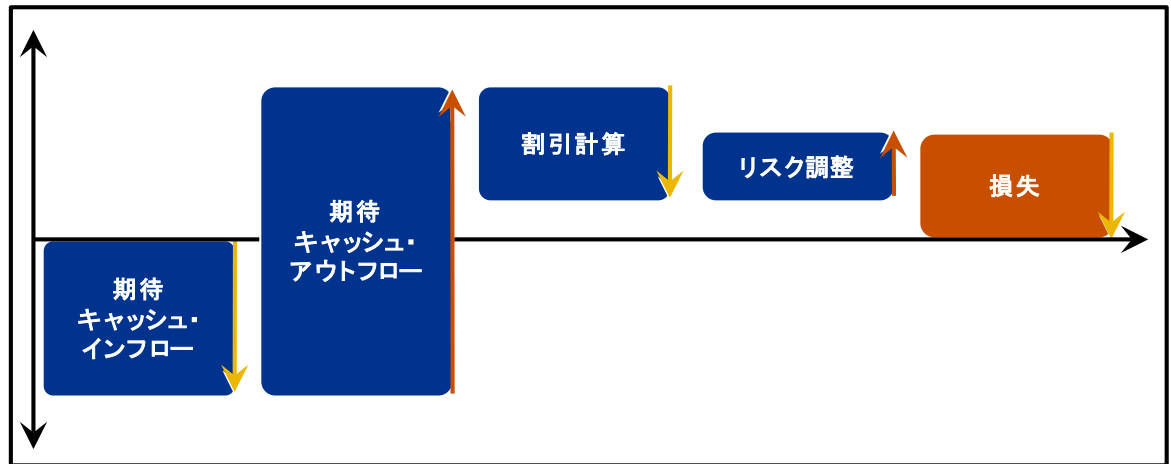 期待
キャッシュ・
インフロー
期待
キャッシュ・
アウトフロー
割引計算
リスク調整
損失